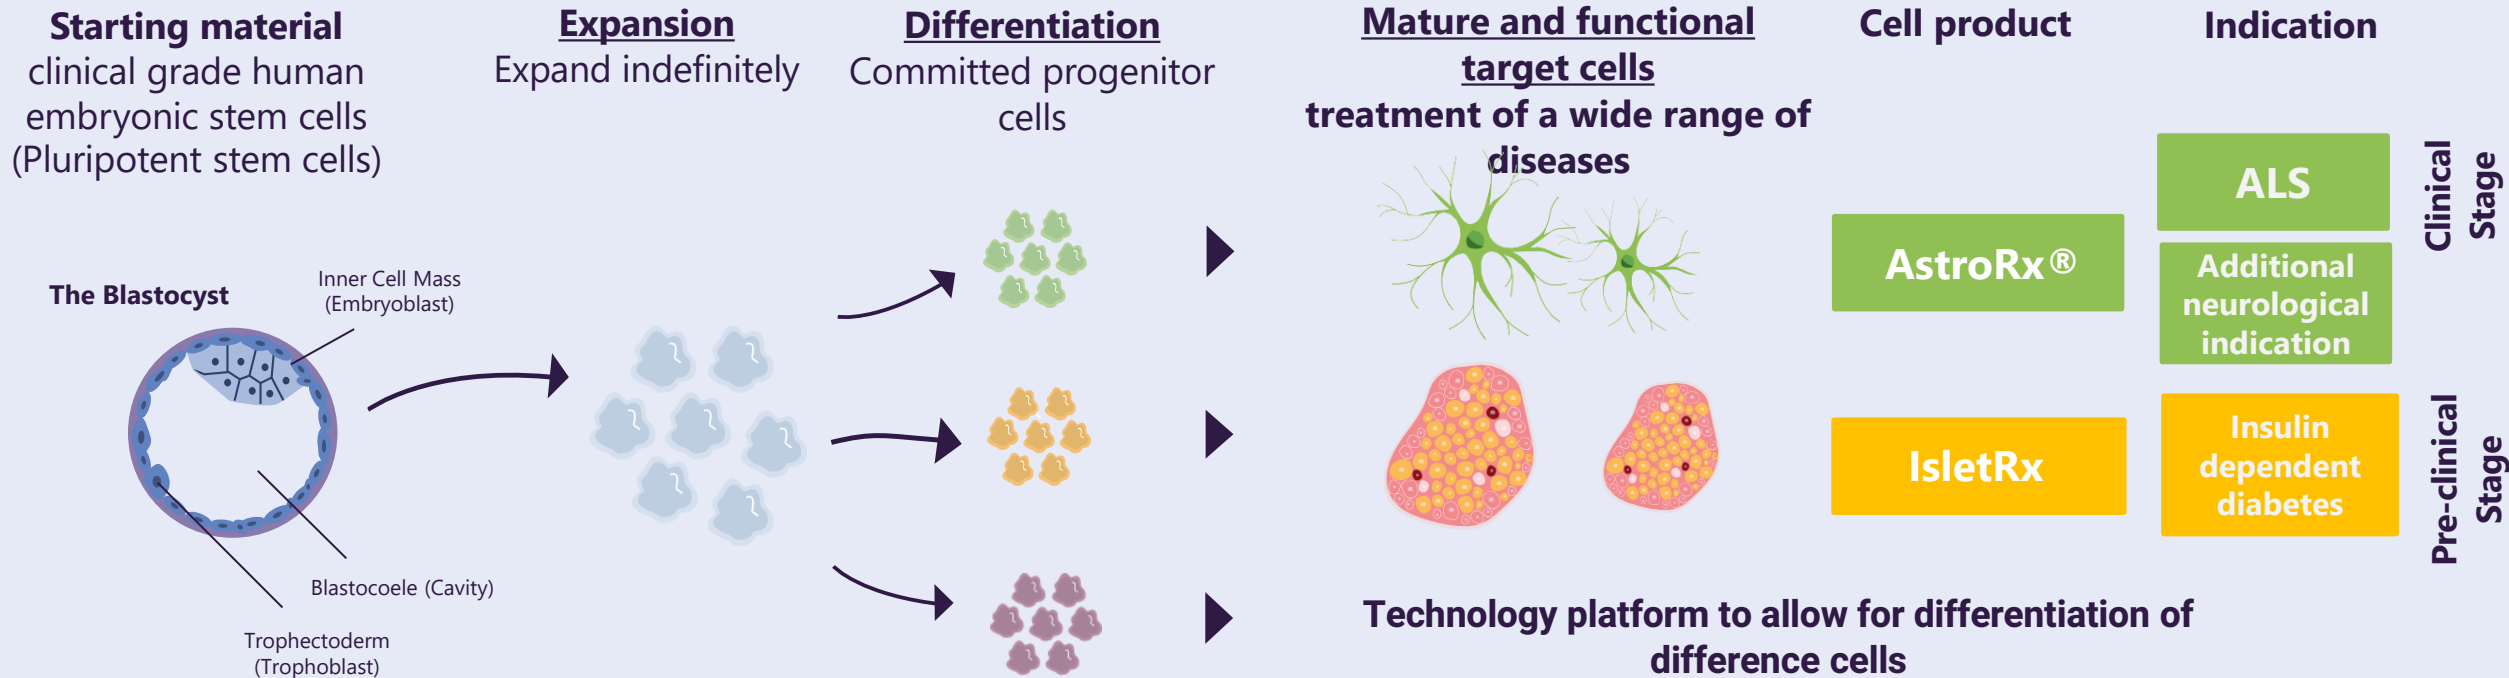 Starting material
clinical grade human
embryonic stem cells
(Pluripotent stem cells)
Expansion
Expand indefinitely
Differentiation
Committed progenitor
cells
Mature and functional
target cells
treatment of a wide range of
diseases
Cell product
Indication
The Blastocyst
Inner Cell Mass
(Embryoblast)
Blastocoele (Cavity)
Trophectoderm
(Trophoblast)
AstroRx®
ALS
Additional
neurological
indication
Clinical
Stage
IsletRx
Insulin
dependent
diabetes
Pre-clinical
Stage
Technology platform to allow for differentiation of
difference cells